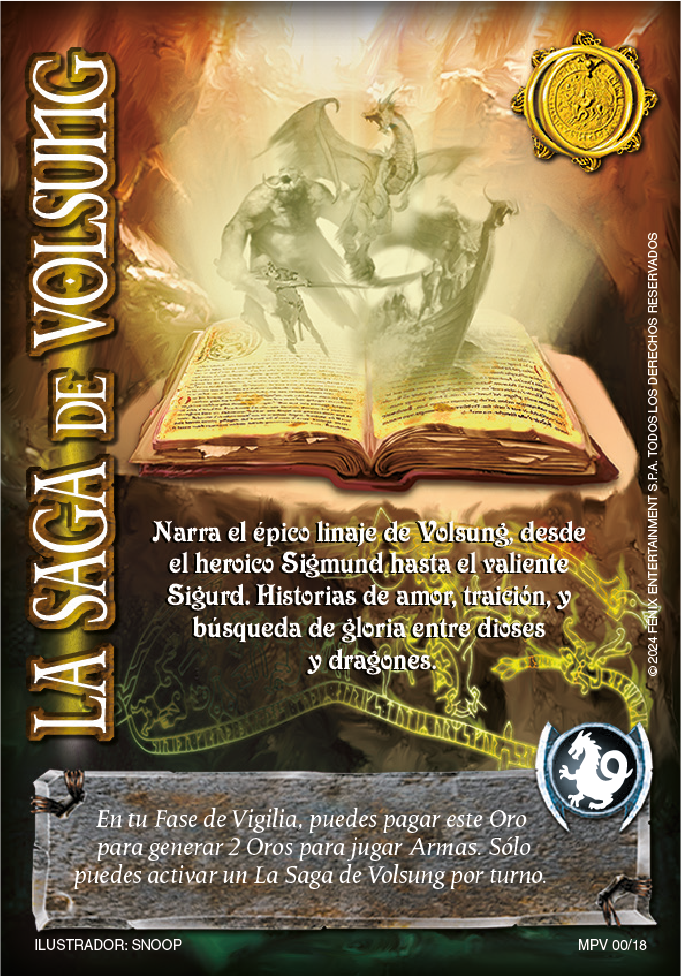 LA SAGA DE VOLSUNG
Narra el épico linaje de Volsung, desde
el heroico Sigmund hasta el valiente
Sigurd. Historias de amor, traición, y
búsqueda de gloria entre dioses
y dragones.
© 2024 FENIX ENTERTAINMENT S.P.A. TODOS LOS DERECHOS RESERVADOS
En tu Fase de Vigilia, puedes pagar este Oro
para generar 2 Oros para jugar Armas. Sólo
puedes activar un La Saga de Volsung por turno.
ILUSTRADOR: SNOOP
MPV 00/18